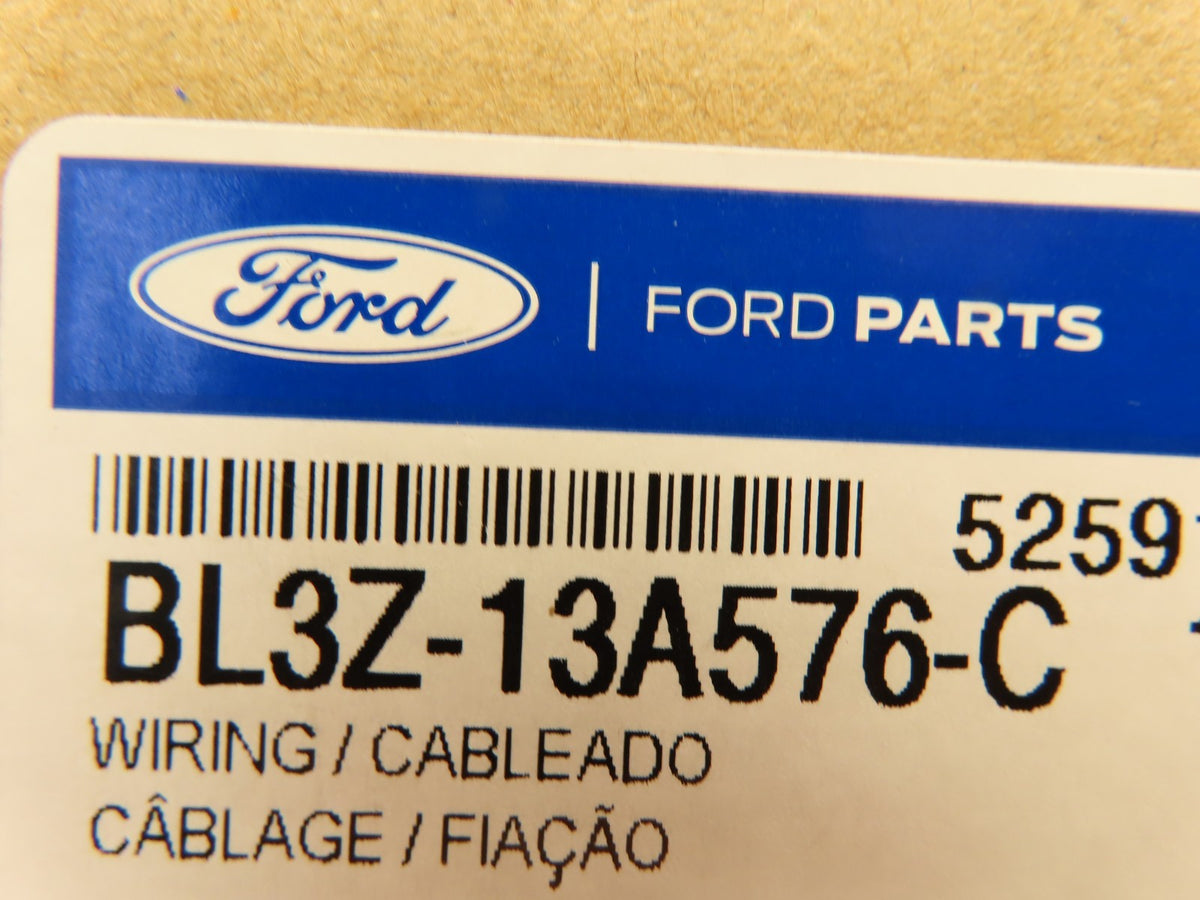 Ford | FORD PARTS
5259
BL3Z-13A576-C
WIRING / CABLEADO
CÂBLAGE / FIAÇÃO